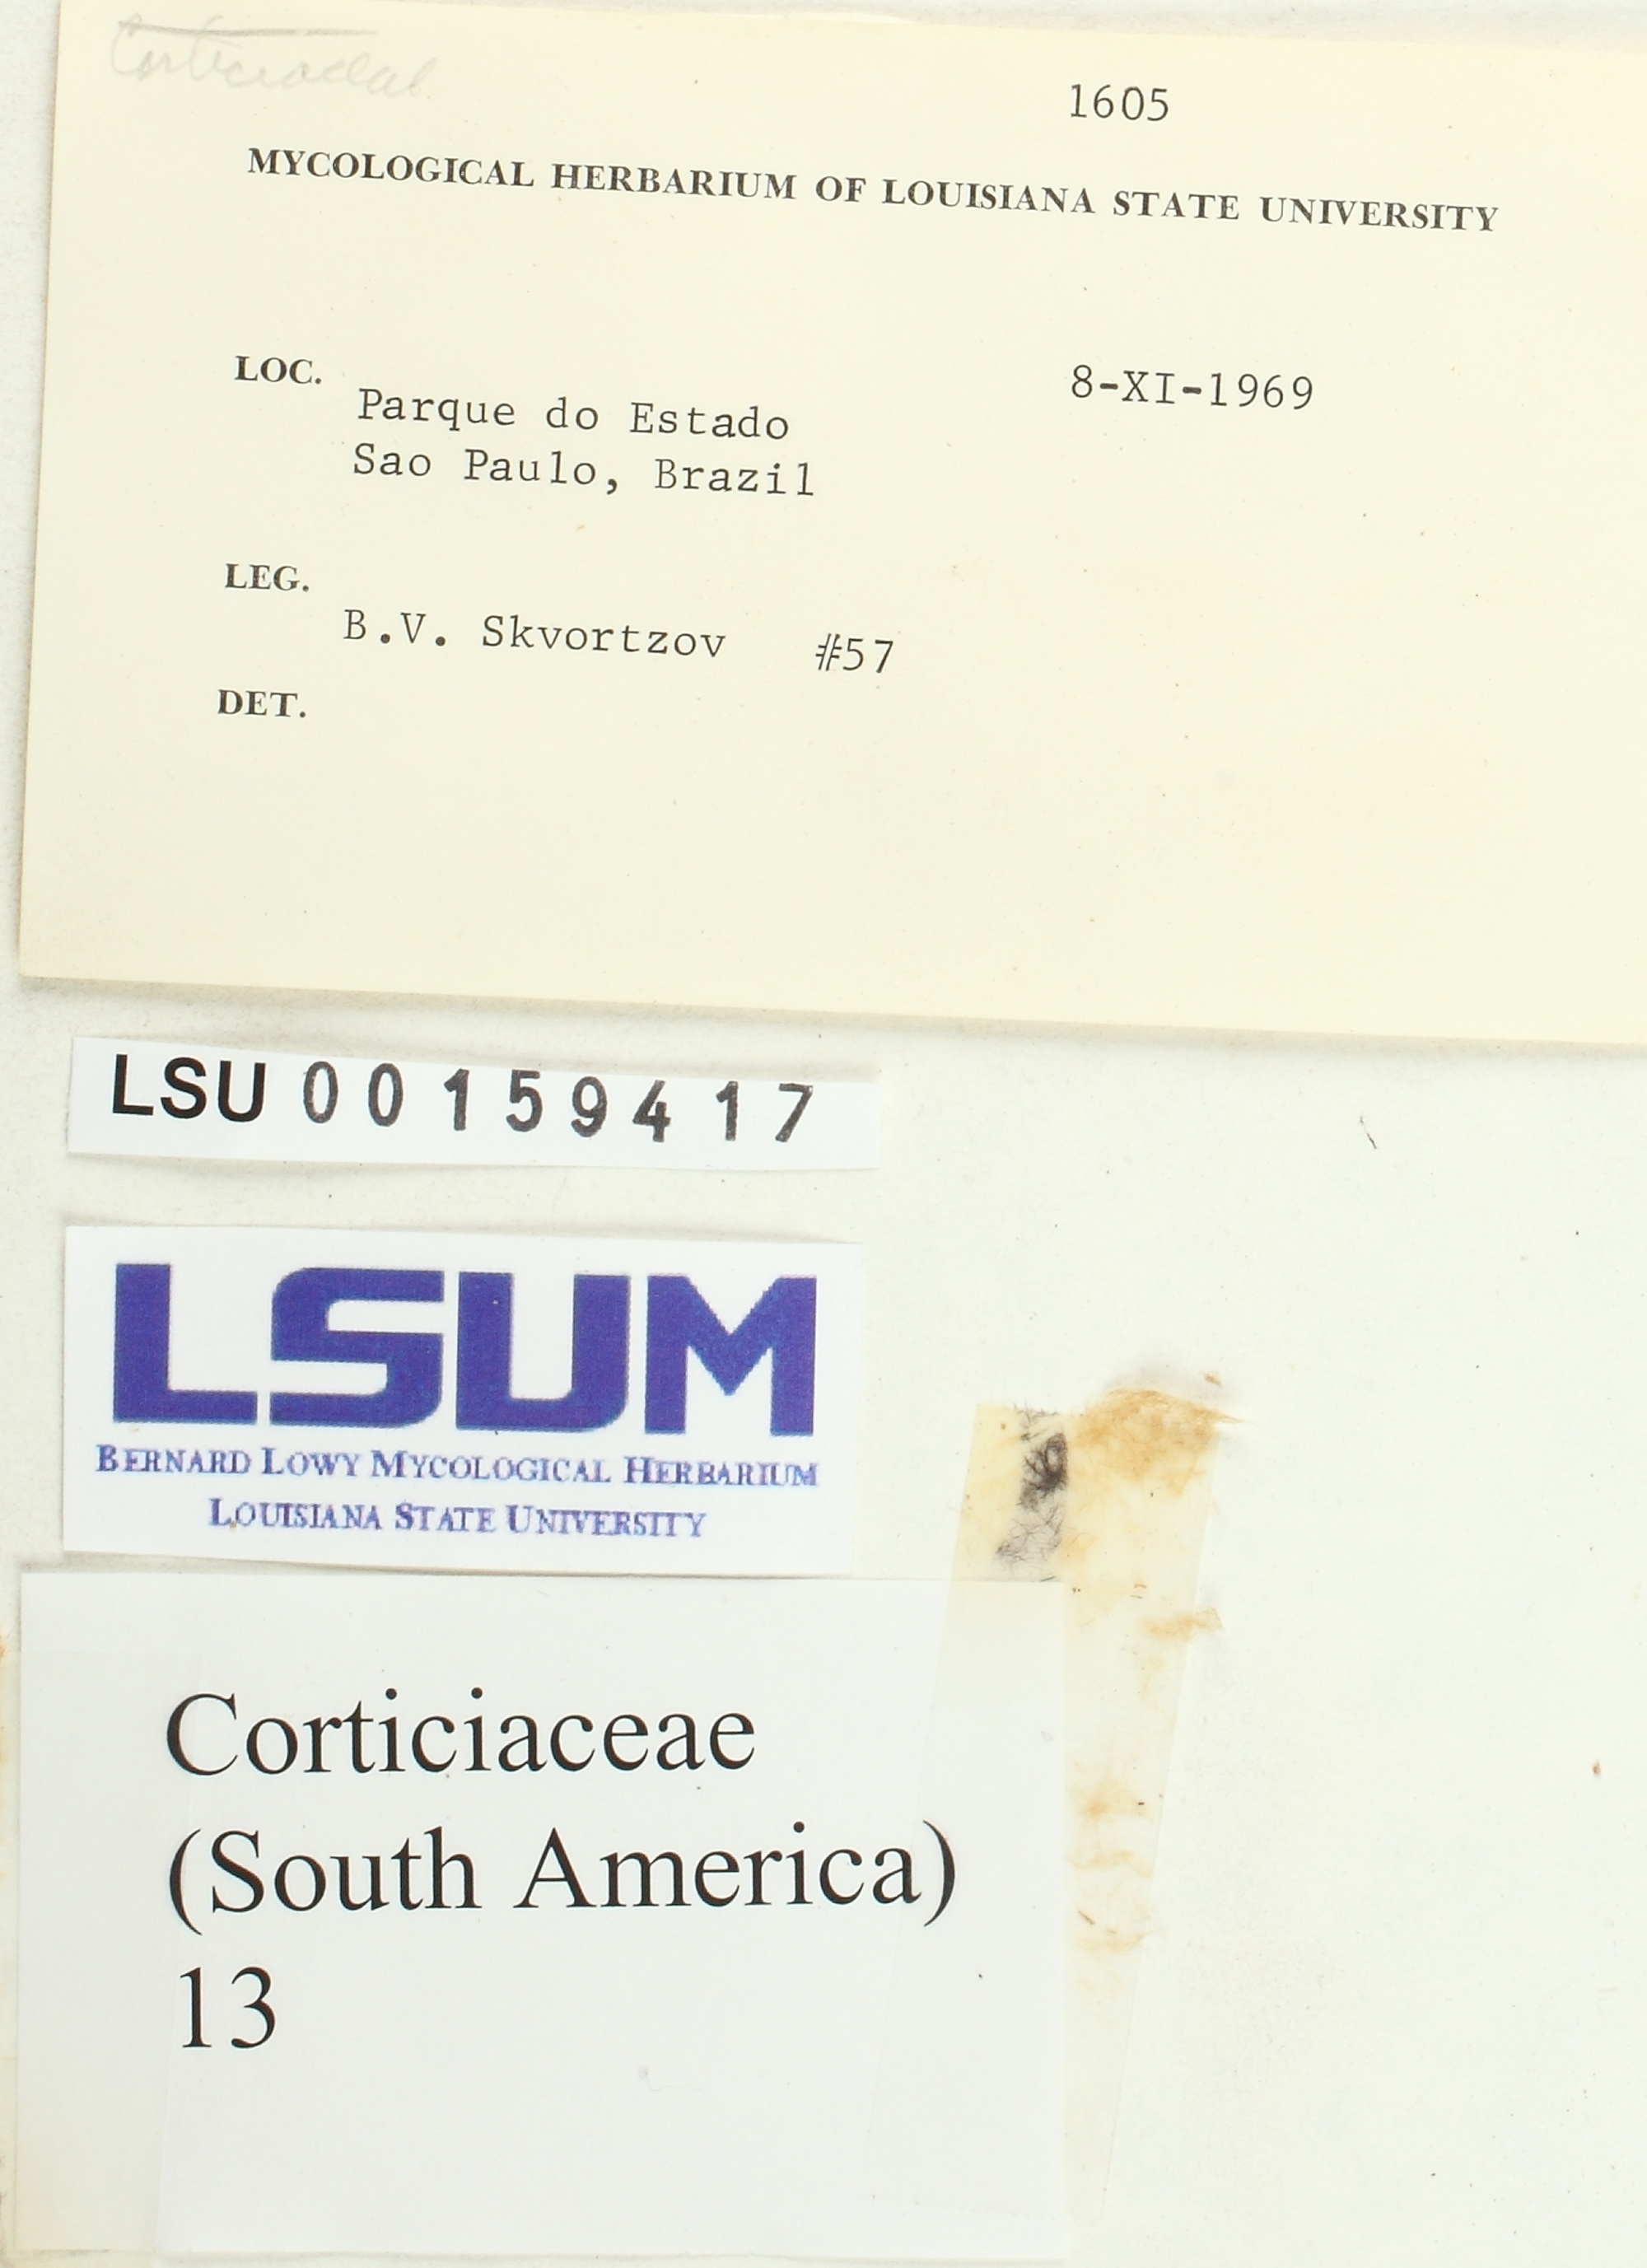 Corticiaceae
1605
MYCOLOGICAL HERBARIUM OF LOUISIANA STATE UNIVERSITY
LOC.
8-XI-1969
Parque do Estado
Sao Paulo, Brazil
LEG.
B.V. Skvortzov #57
DET.
LSU 00159417
LSUM
BERNARD LOWY MYCOLOGICAL HERBARIUM
LOUISIANA STATE UNIVERSITY
Corticiaceae
(South America)
13